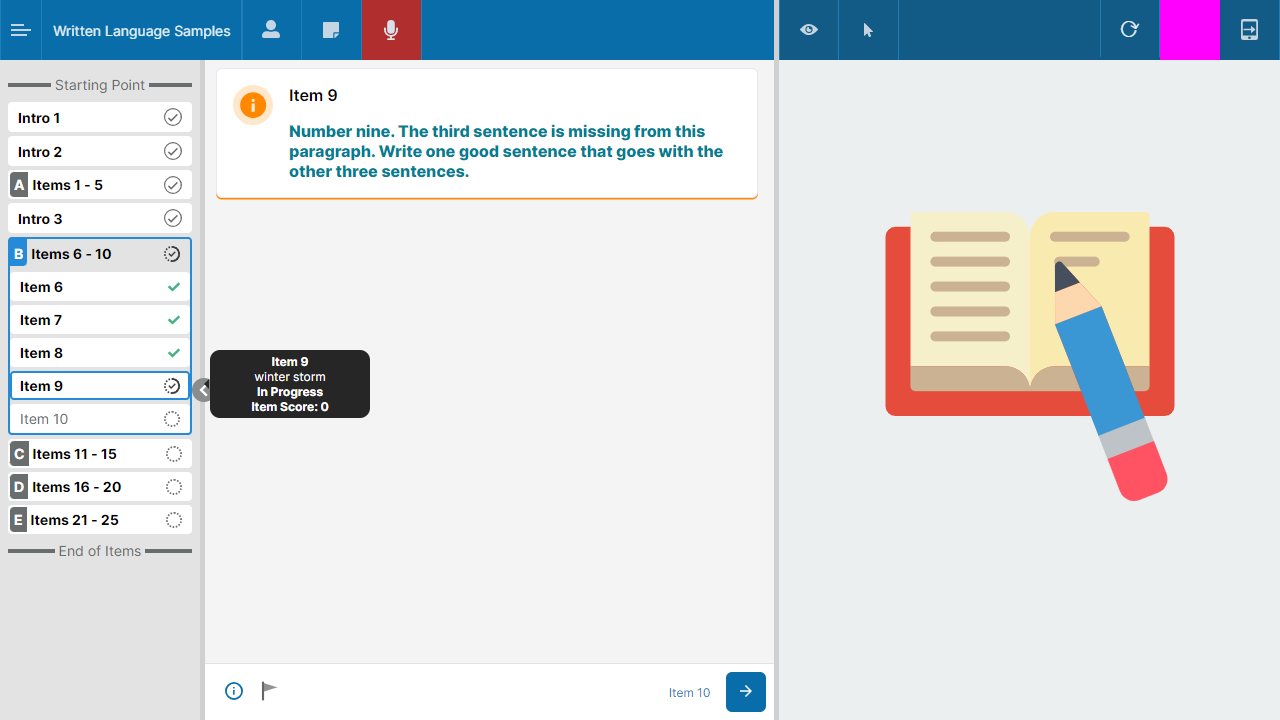 Written Language Samples
Starting Point
Intro 1
Intro 2
A Items 1 - 5
Intro 3
B Items 6 - 10
Item 6
Item 7
Item 8
Item 9
Item 10
C Items 11 - 15
D Items 16 - 20
E Items 21 - 25
End of Items
Item 9
Number nine. The third sentence is missing from this
paragraph. Write one good sentence that goes with the
other three sentences.
Item 9
winter storm
In Progress
Item Score: 0
Item 10